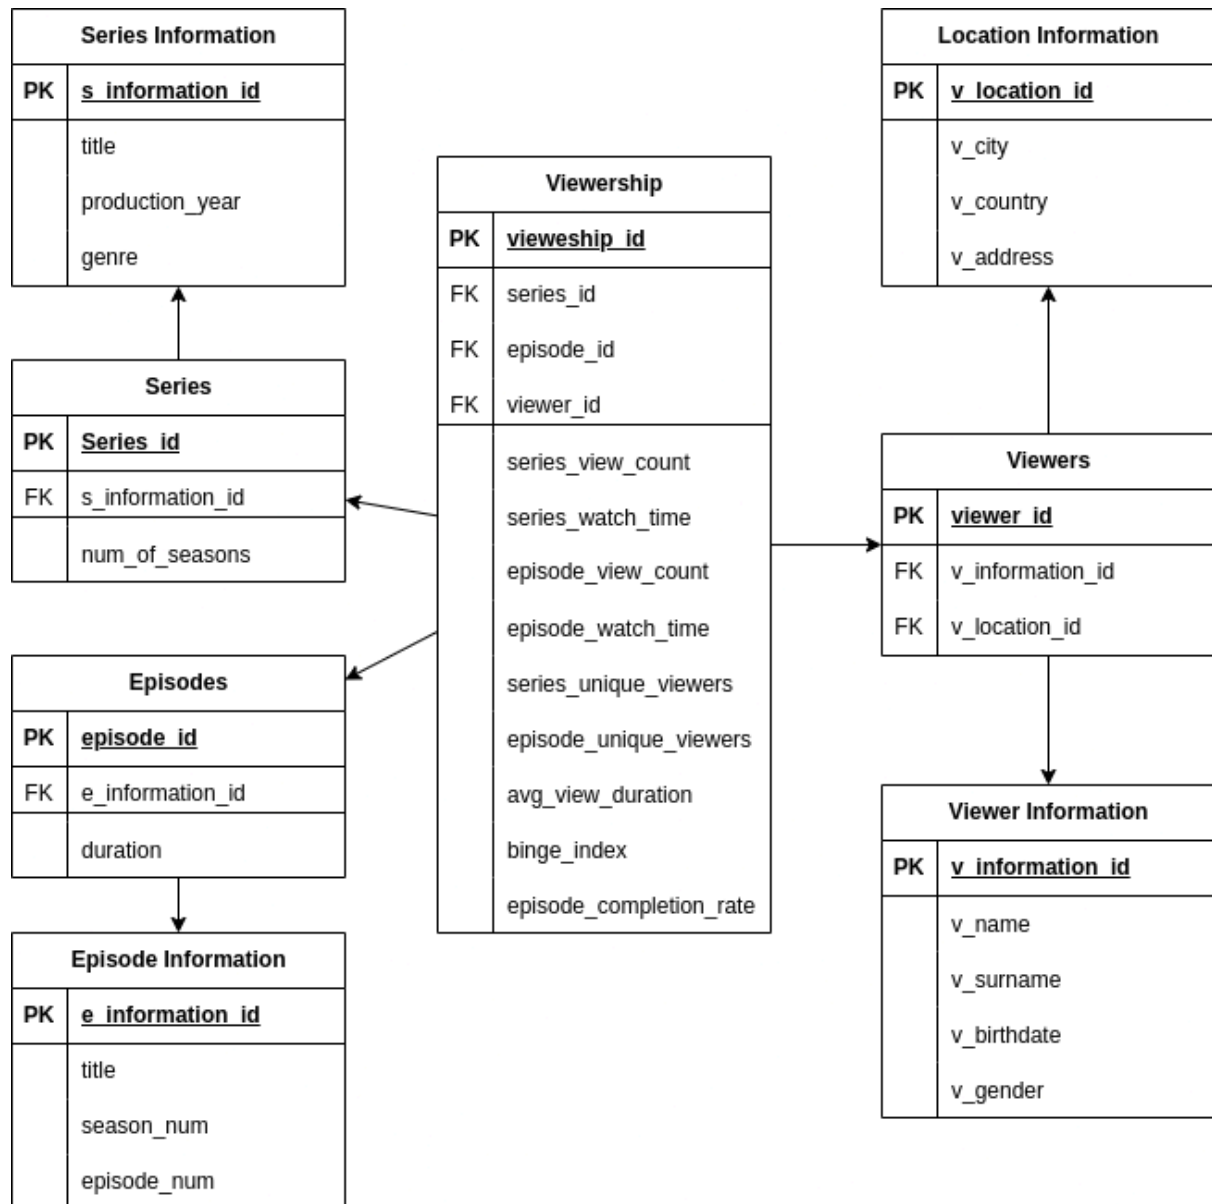 Series Information
PK s_information_id
title
production_year
genre
Series
PK Series_id
FK s_information_id
num_of_seasons
Episodes
PK episode_id
FK e_information_id
duration
Episode Information
PK e_information_id
title
season_num
episode_num
Viewership
PK vieweship_id
FK series_id
FK episode_id
FK viewer_id
series_view_count
series_watch_time
episode_view_count
episode_watch_time
series_unique_viewers
episode_unique_viewers
avg_view_duration
binge_index
episode_completion_rate
Location Information
PK v_location_id
v_city
v_country
v_address
Viewers
PK viewer_id
FK v_information_id
FK v_location_id
Viewer Information
PK v_information_id
v_name
v_surname
v_birthdate
v_gender